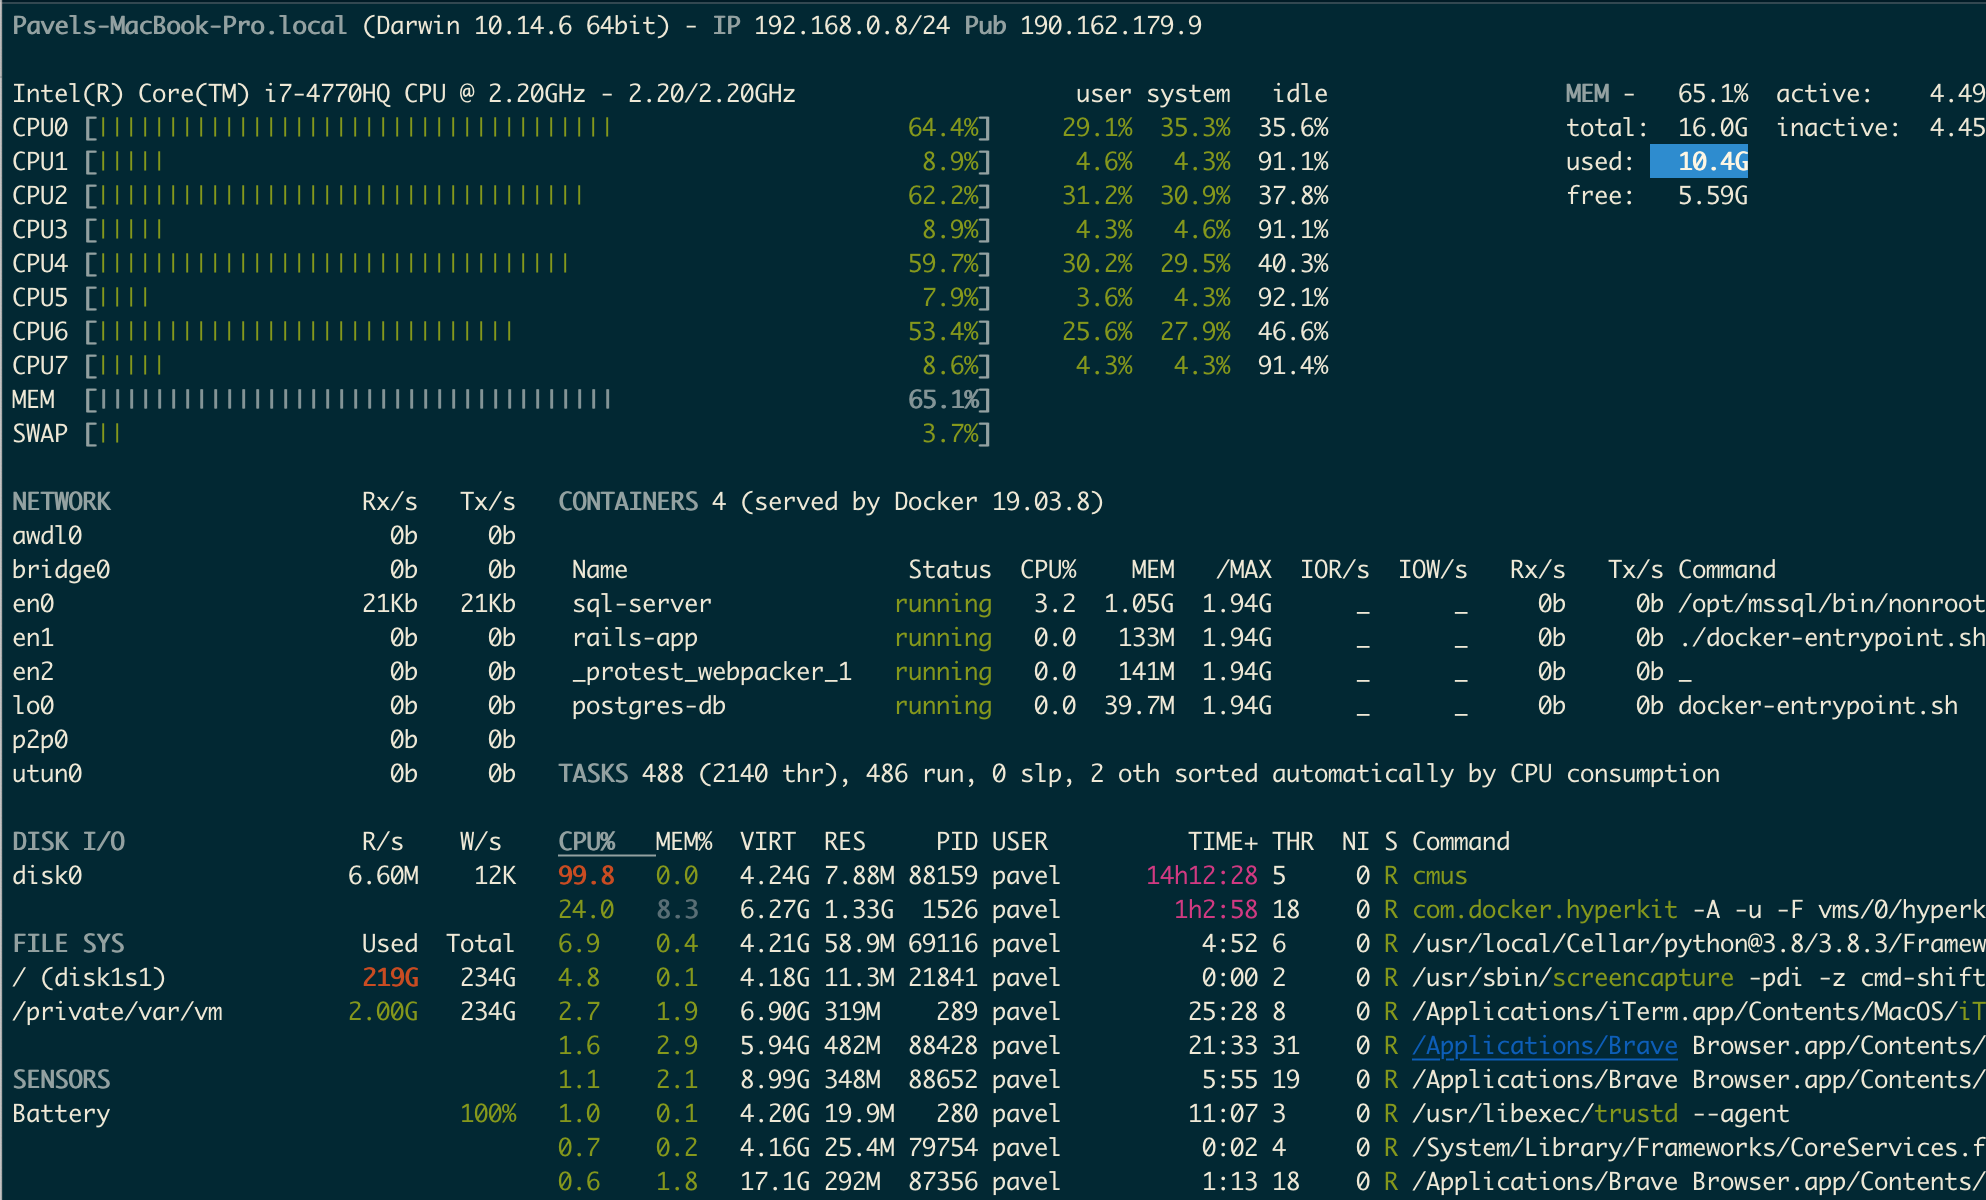 Pavels-MacBook-Pro.local (Darwin 10.14.6 64bit) - IP 192.168.0.8/24 Pub 190.162.179.9
Intel(R) Core(TM) i7-4770HQ CPU @ 2.20GHz - 2.20/2.20GHz user system idle MEM - 65.1% active: 4.49
CPU0 [||||||||||||||||||||||||||||||||||||| 64.4%] 29.1% 35.3% 35.6% total: 16.0G inactive: 4.45
CPU1 [||||| 8.9%] 4.6% 4.3% 91.1% used: 10.4G
CPU2 [||||||||||||||||||||||||||||||||||| 62.2%] 31.2% 30.9% 37.8% free: 5.59G
CPU3 [||||| 8.9%] 4.3% 4.6% 91.1%
CPU4 [|||||||||||||||||||||||||||||||||| 59.7%] 30.2% 29.5% 40.3%
CPU5 [|||| 7.9%] 3.6% 4.3% 92.1%
CPU6 [|||||||||||||||||||||||||||||| 53.4%] 25.6% 27.9% 46.6%
CPU7 [||||| 8.6%] 4.3% 4.3% 91.4%
MEM [||||||||||||||||||||||||||||||||||||| 65.1%]
SWAP [|| 3.7%]
NETWORK Rx/s Tx/s CONTAINERS 4 (served by Docker 19.03.8)
awdl0 0b 0b
bridge0 0b 0b Name Status CPU% MEM /MAX IOR/s IOW/s Rx/s Tx/s Command
en0 21Kb 21Kb sql-server running 3.2 1.05G 1.94G _ _ 0b 0b /opt/mssql/bin/nonroot
en1 0b 0b rails-app running 0.0 133M 1.94G _ _ 0b 0b ./docker-entrypoint.sh
en2 0b 0b _protest_webpacker_1 running 0.0 141M 1.94G _ _ 0b 0b _
lo0 0b 0b postgres-db running 0.0 39.7M 1.94G _ _ 0b 0b docker-entrypoint.sh
p2p0 0b 0b
utun0 0b 0b TASKS 488 (2140 thr), 486 run, 0 slp, 2 oth sorted automatically by CPU consumption
DISK I/O R/s W/s CPU% MEM% VIRT RES PID USER TIME+ THR NI S Command
disk0 6.60M 12K 99.8 0.0 4.24G 7.88M 88159 pavel 14h12:28 5 0 R cmus
24.0 8.3 6.27G 1.33G 1526 pavel 1h2:58 18 0 R com.docker.hyperkit -A -u -F vms/0/hyperk
FILE SYS Used Total 6.9 0.4 4.21G 58.9M 69116 pavel 4:52 6 0 R /usr/local/Cellar/python@3.8/3.8.3/Framew
/ (disk1s1) 219G 234G 4.8 0.1 4.18G 11.3M 21841 pavel 0:00 2 0 R /usr/sbin/screencapture -pdi -z cmd-shift
/private/var/vm 2.00G 234G 2.7 1.9 6.90G 319M 289 pavel 25:28 8 0 R /Applications/iTerm.app/Contents/MacOS/iT
1.6 2.9 5.94G 482M 88428 pavel 21:33 31 0 R /Applications/Brave Browser.app/Contents/
SENSORS 1.1 2.1 8.99G 348M 88652 pavel 5:55 19 0 R /Applications/Brave Browser.app/Contents/
Battery 100% 1.0 0.1 4.20G 19.9M 280 pavel 11:07 3 0 R /usr/libexec/trustd --agent
0.7 0.2 4.16G 25.4M 79754 pavel 0:02 4 0 R /System/Library/Frameworks/CoreServices.f
0.6 1.8 17.1G 292M 87356 pavel 1:13 18 0 R /Applications/Brave Browser.app/Contents/